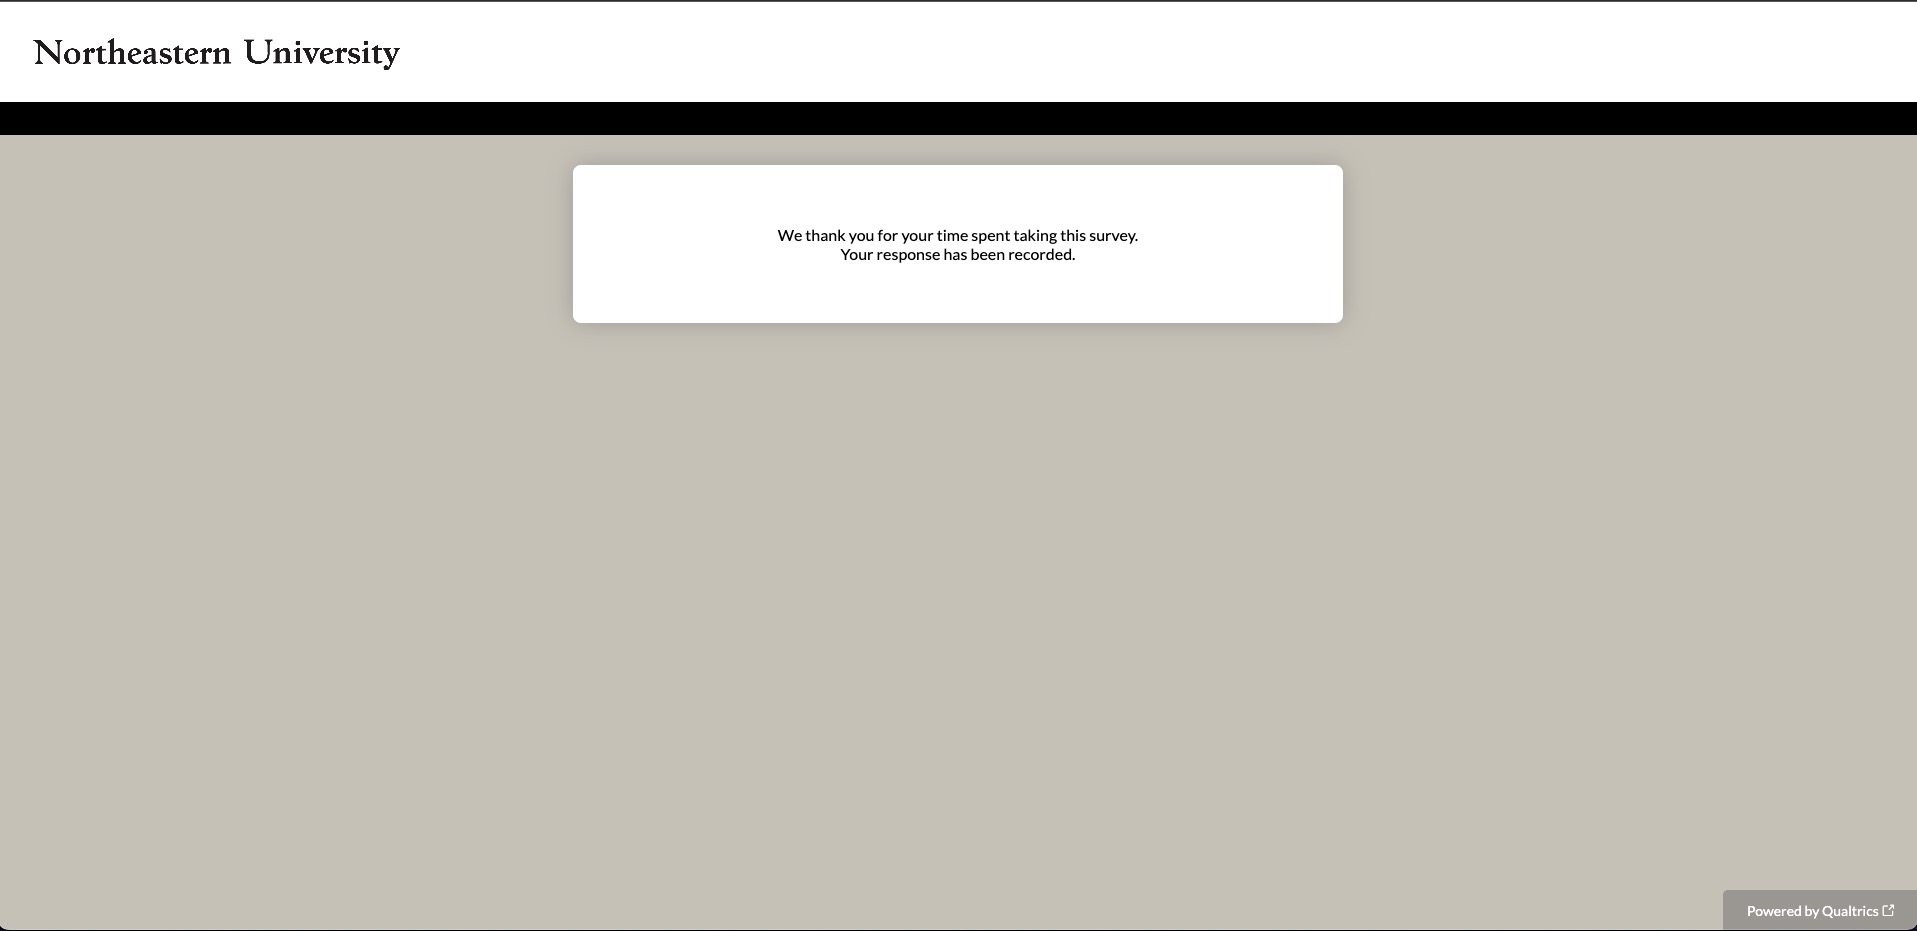 Northeastern University
We thank you for your time spent taking this survey.
Your response has been recorded.
Powered by Qualtrics